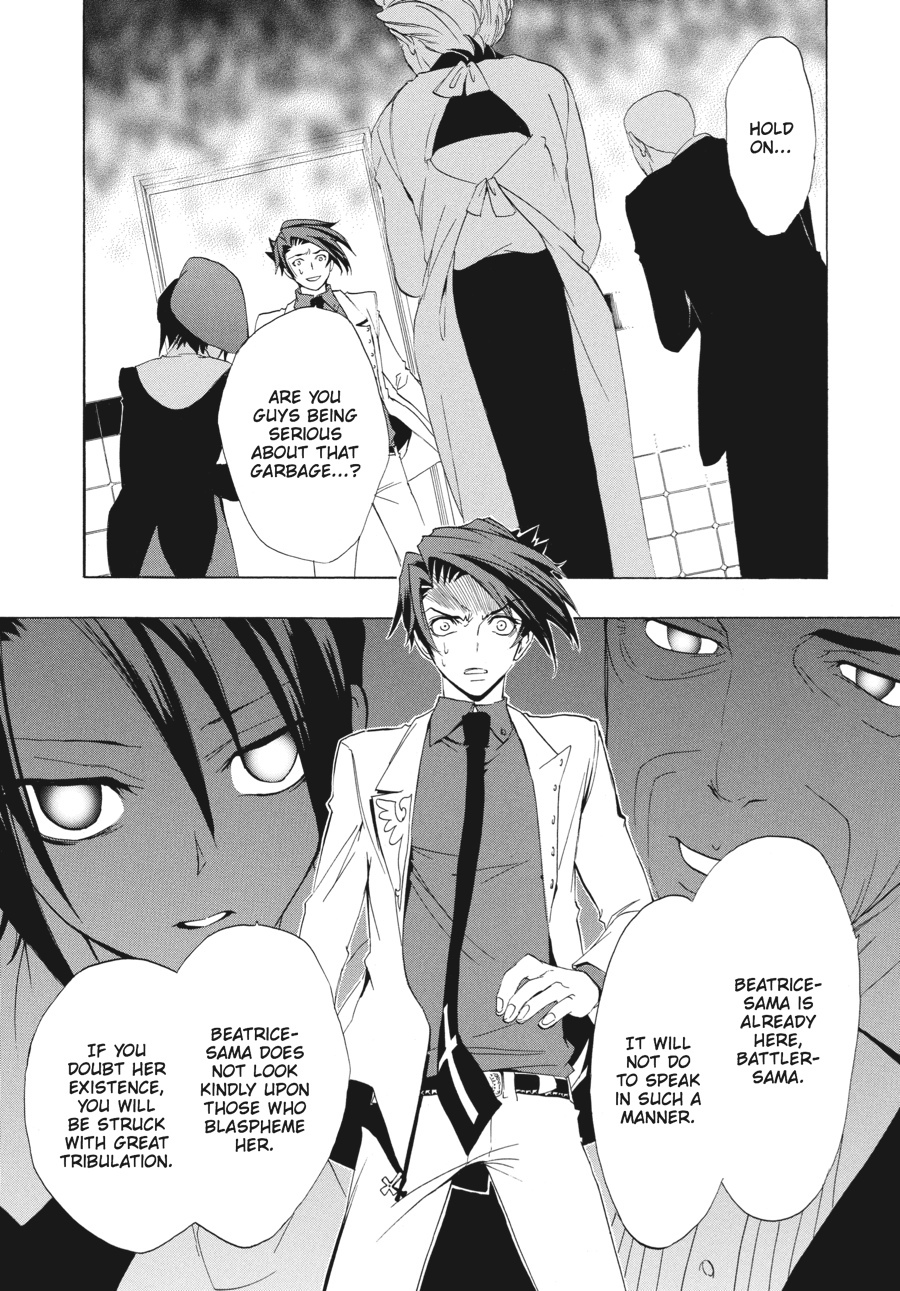 HOLD
ON...
ARE YOU
GUYS BEING
SERIOUS
ABOUT THAT
GARBAGE...?
BEATRICE-
SAMA IS
ALREADY
HERE,
BATTLER-
SAMA.
IT WILL
NOT DO
TO SPEAK
IN SUCH A
MANNER.
BEATRICE-
SAMA DOES
NOT LOOK
KINDLY UPON
THOSE WHO
BLASPHEME
HER.
IF YOU
DOUBT HER
EXISTENCE,
YOU WILL
BE STRUCK
WITH GREAT
TRIBULATION.